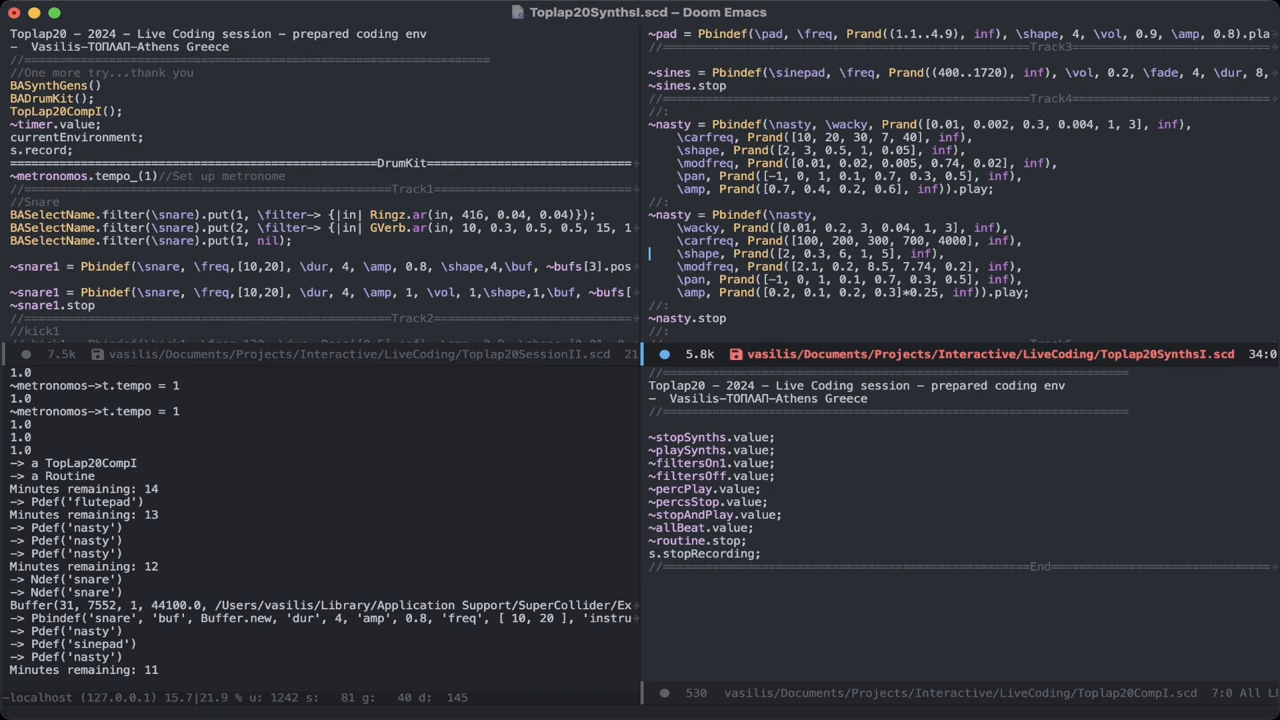 Toplap20SynthsI.scd – Doom Emacs
Toplap20 - 2024 - Live Coding session - prepared coding env
-  Vasilis-ΤΟΠΛΑΠ-Athens Greece
//=====================================================
//One more try...thank you
BASynthGens()
BADrumKit();
TopLap20CompI();
~timer.value;
currentEnvironment;
s.record;
==========================================DrumKit==============================
~metronomos.tempo_(1)//Set up metronome
//==========================================Track1==============================
//Snare
BASelectName.filter(\snare).put(1, \filter-> {|in| Ringz.ar(in, 416, 0.04, 0.04)});
BASelectName.filter(\snare).put(2, \filter-> {|in| GVerb.ar(in, 10, 0.3, 0.5, 0.5, 15, 1
BASelectName.filter(\snare).put(1, nil);
~snare1 = Pbindef(\snare, \freq,[10,20], \dur, 4, \amp, 0.8, \shape,4,\buf, ~bufs[3].pos
~snare1 = Pbindef(\snare, \freq,[10,20], \dur, 4, \amp, 1, \vol, 1,\shape,1,\buf, ~bufs[
~snare1.stop
//==========================================Track2==============================
//kick1
7.5k vasilis/Documents/Projects/Interactive/LiveCoding/Toplap20SessionII.scd 21
1.0
~metronomos->t.tempo = 1
1.0
~metronomos->t.tempo = 1
1.0
1.0
1.0
-> a TopLap20CompI
-> a Routine
Minutes remaining: 14
-> Pdef('flutepad')
Minutes remaining: 13
-> Pdef('nasty')
-> Pdef('nasty')
-> Pdef('nasty')
Minutes remaining: 12
-> Ndef('snare')
-> Ndef('snare')
Buffer(31, 7552, 1, 44100.0, /Users/vasilis/Library/Application Support/SuperCollider/Ex
-> Pbindef('snare', 'buf', Buffer.new, 'dur', 4, 'amp', 0.8, 'freq', [ 10, 20 ], 'instru
-> Pdef('nasty')
-> Pdef('sinepad')
-> Pdef('nasty')
Minutes remaining: 11
-localhost (127.0.0.1) 15.7|21.9 % u: 1242 s:   81 g:   40 d:  145
~pad = Pbindef(\pad, \freq, Prand((1.1..4.9), inf), \shape, 4, \vol, 0.9, \amp, 0.8).pla
//==========================================Track3==========================
~sines = Pbindef(\sinepad, \freq, Prand((400..1720), inf), \vol, 0.2, \fade, 4, \dur, 8,
~sines.stop
//==========================================Track4==========================
//:
~nasty = Pbindef(\nasty, \wacky, Prand([0.01, 0.002, 0.3, 0.004, 1, 3], inf),
\carfreq, Prand([10, 20, 30, 7, 40], inf),
\shape, Prand([2, 3, 0.5, 1, 0.05], inf),
\modfreq, Prand([0.01, 0.02, 0.005, 0.74, 0.02], inf),
\pan, Prand([-1, 0, 1, 0.1, 0.7, 0.3, 0.5], inf),
\amp, Prand([0.7, 0.4, 0.2, 0.6], inf)).play;
//:
~nasty = Pbindef(\nasty,
\wacky, Prand([0.01, 0.2, 3, 0.04, 1, 3], inf),
\carfreq, Prand([100, 200, 300, 700, 4000], inf),
\shape, Prand([2, 0.3, 6, 1, 5], inf),
\modfreq, Prand([2.1, 0.2, 8.5, 7.74, 0.2], inf),
\pan, Prand([-1, 0, 1, 0.1, 0.7, 0.3, 0.5], inf),
\amp, Prand([0.2, 0.1, 0.2, 0.3]*0.25, inf)).play;
//:
~nasty.stop
//:
5.8k vasilis/Documents/Projects/Interactive/LiveCoding/Toplap20SynthsI.scd 34:0
//=====================================================
Toplap20 - 2024 - Live Coding session - prepared coding env
-  Vasilis-ΤΟΠΛΑΠ-Athens Greece
//=====================================================
~stopSynths.value;
~playSynths.value;
~filtersOn1.value;
~filtersOff.value;
~percPlay.value;
~percsStop.value;
~stopAndPlay.value;
~allBeat.value;
~routine.stop;
s.stopRecording;
//==========================================End==========================
530 vasilis/Documents/Projects/Interactive/LiveCoding/Toplap20CompI.scd 7:0 All